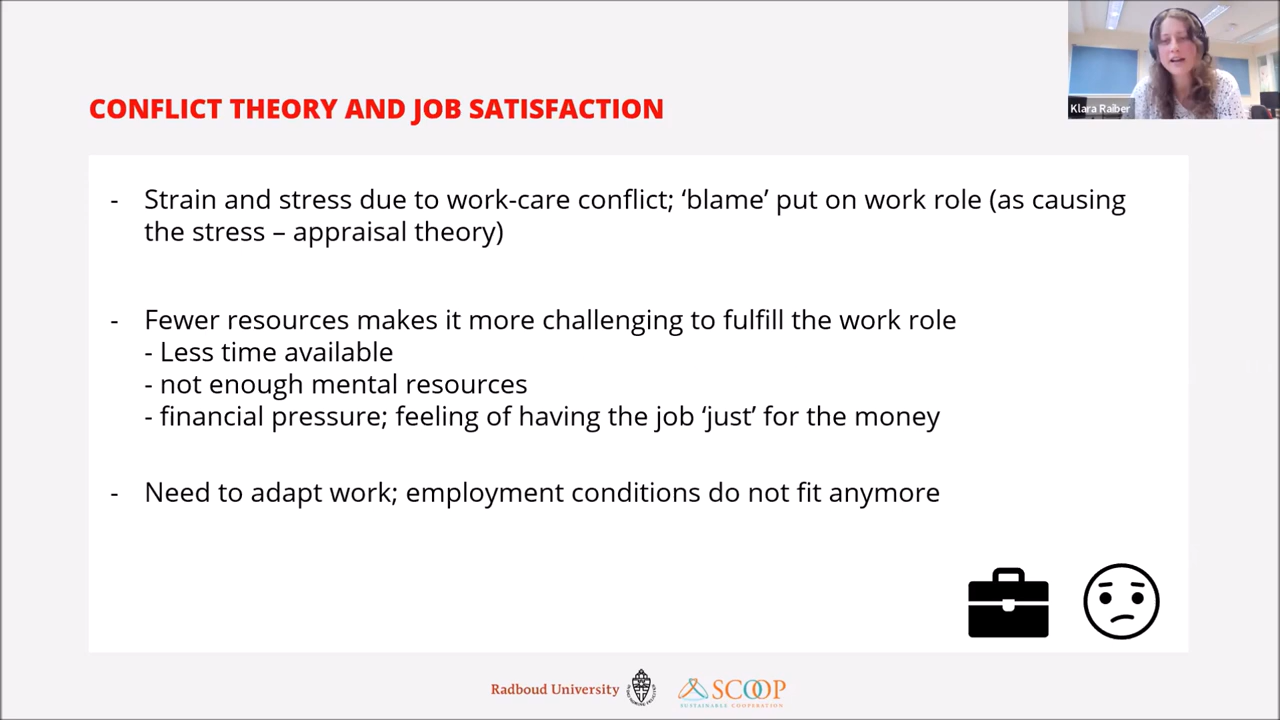 Klara Raiber
CONFLICT THEORY AND JOB SATISFACTION
- Strain and stress due to work-care conflict; ‘blame’ put on work role (as causing
the stress – appraisal theory)
- Fewer resources makes it more challenging to fulfill the work role
- Less time available
- not enough mental resources
- financial pressure; feeling of having the job ‘just’ for the money
- Need to adapt work; employment conditions do not fit anymore
Radboud University
SCOOP
SUSTAINABLE COOPERATION